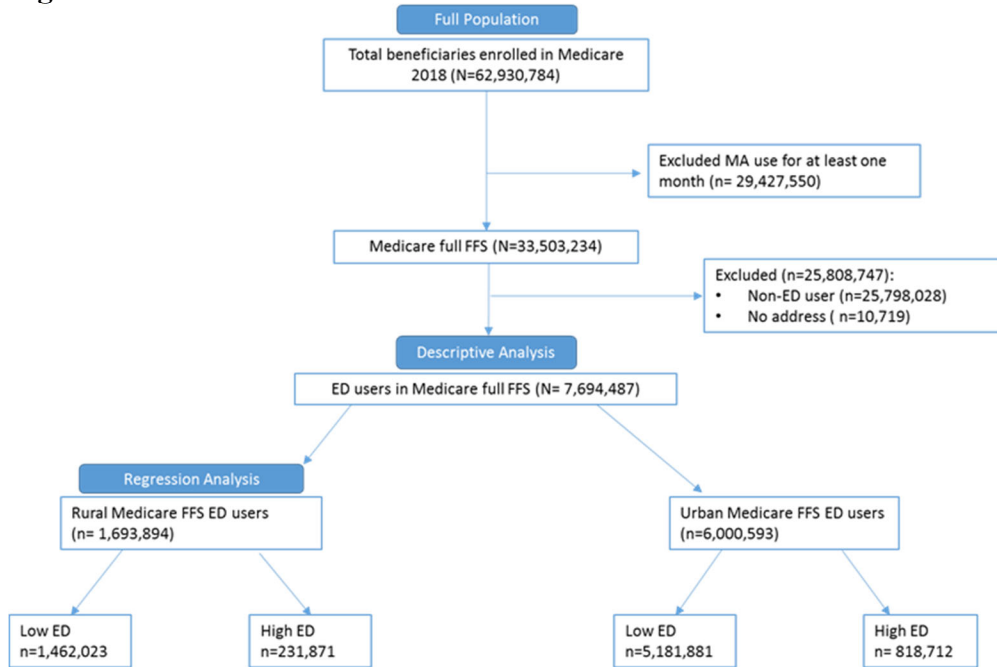 Full Population
Total beneficiaries enrolled in Medicare
2018 (N=62,930,784)
Excluded MA use for at least one
month (n= 29,427,550)
Medicare full FFS (N=33,503,234)
Excluded (n=25,808,747):
• Non-ED user (n=25,798,028)
• No address ( n=10,719)
Descriptive Analysis
ED users in Medicare full FFS (N= 7,694,487)
Regression Analysis
Rural Medicare FFS ED users
(n= 1,693,894)
Urban Medicare FFS ED users
(n=6,000,593)
Low ED
n=1,462,023
High ED
n=231,871
Low ED
n=5,181,881
High ED
n= 818,712